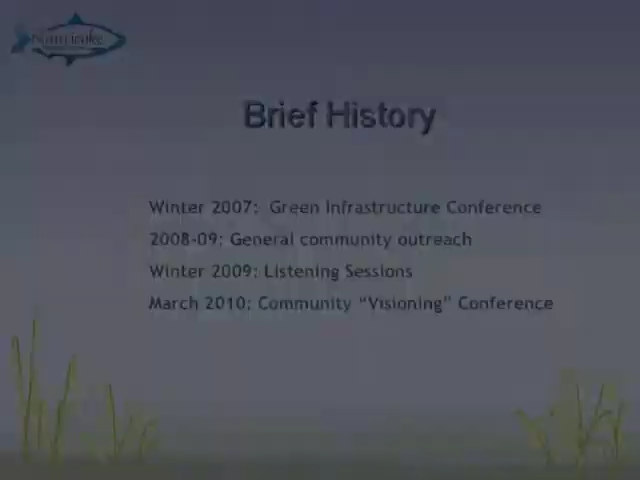 Brief History
Winter 2007: Green Infrastructure Conference
2008-09: General community outreach
Winter 2009: Listening Sessions
March 2010: Community “Visioning” Conference